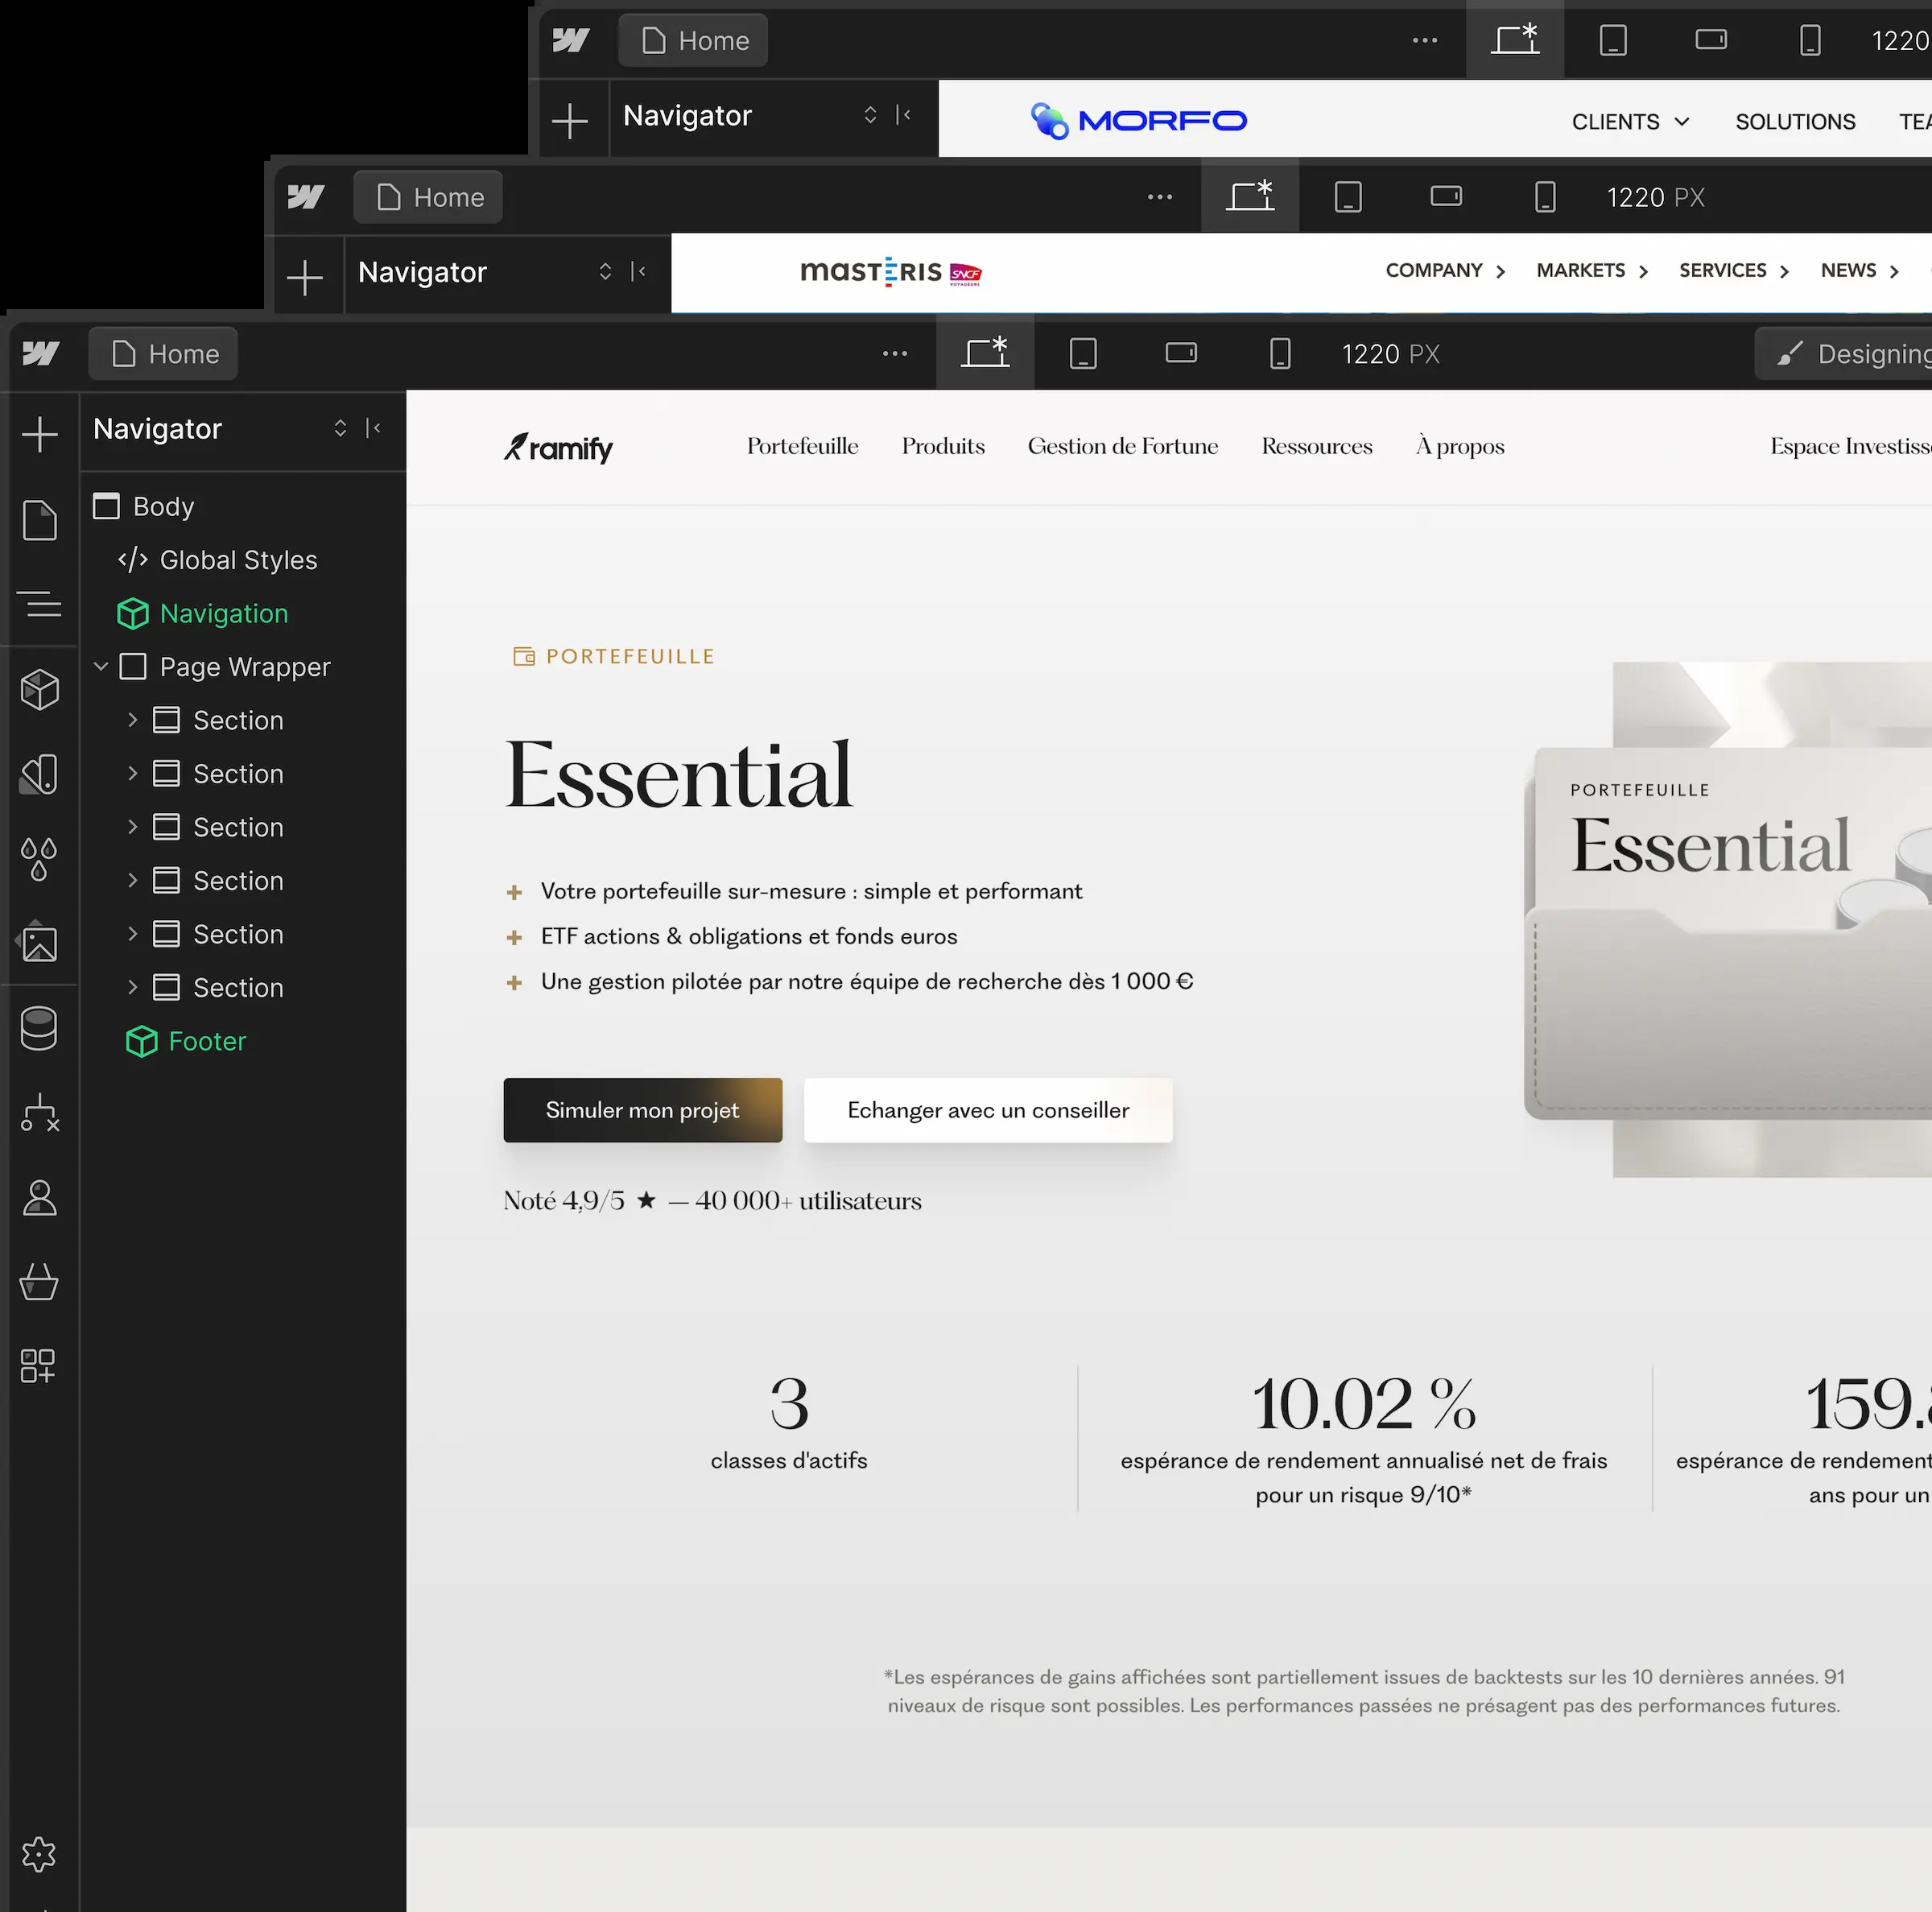 Home
1220
Navigator
MORFO
CLIENTS
SOLUTIONS
Home
1220 PX
Navigator
masTERIS SNCF VOYAGEURS
COMPANY
MARKETS
SERVICES
NEWS
Home
1220 PX
Designing
Navigator
Body
Global Styles
Navigation
Page Wrapper
Section
Section
Section
Section
Section
Section
Footer
ramify
Portefeuille
Produits
Gestion de Fortune
Ressources
À propos
Espace Investiss
PORTEFEUILLE
Essential
Votre portefeuille sur-mesure : simple et performant
ETF actions & obligations et fonds euros
Une gestion pilotée par notre équipe de recherche dès 1 000 €
Simuler mon projet
Echanger avec un conseiller
Noté 4,9/5 ★ — 40 000+ utilisateurs
PORTEFEUILLE
Essential
3
classes d'actifs
10.02 %
espérance de rendement annualisé net de frais
pour un risque 9/10*
159.
espérance de rendement
ans pour un
*Les espérances de gains affichées sont partiellement issues de backtests sur les 10 dernières années. 91
niveaux de risque sont possibles. Les performances passées ne présagent pas des performances futures.